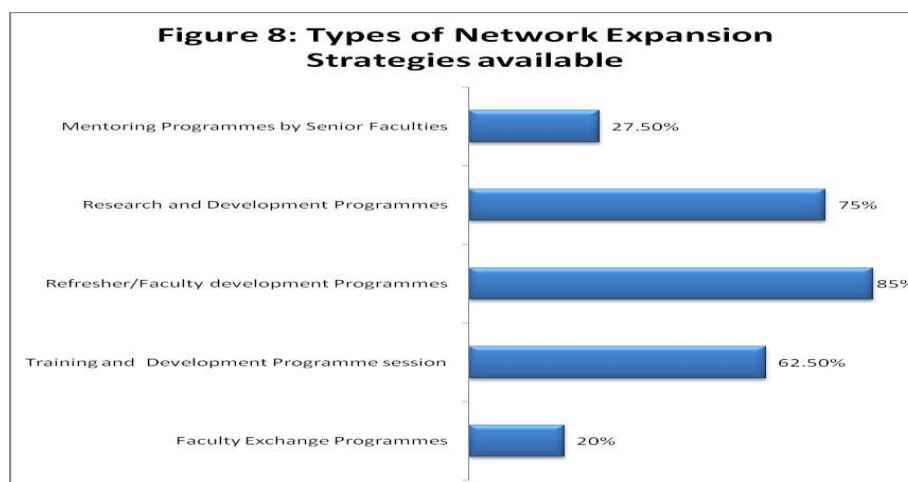 Figure 8: Types of Network Expansion
Strategies available
Mentoring Programmes by Senior Faculties
27.50%
Research and Development Programmes
75%
Refresher/Faculty development Programmes
85%
Training and Development Programme session
62.50%
Faculty Exchange Programmes
20%